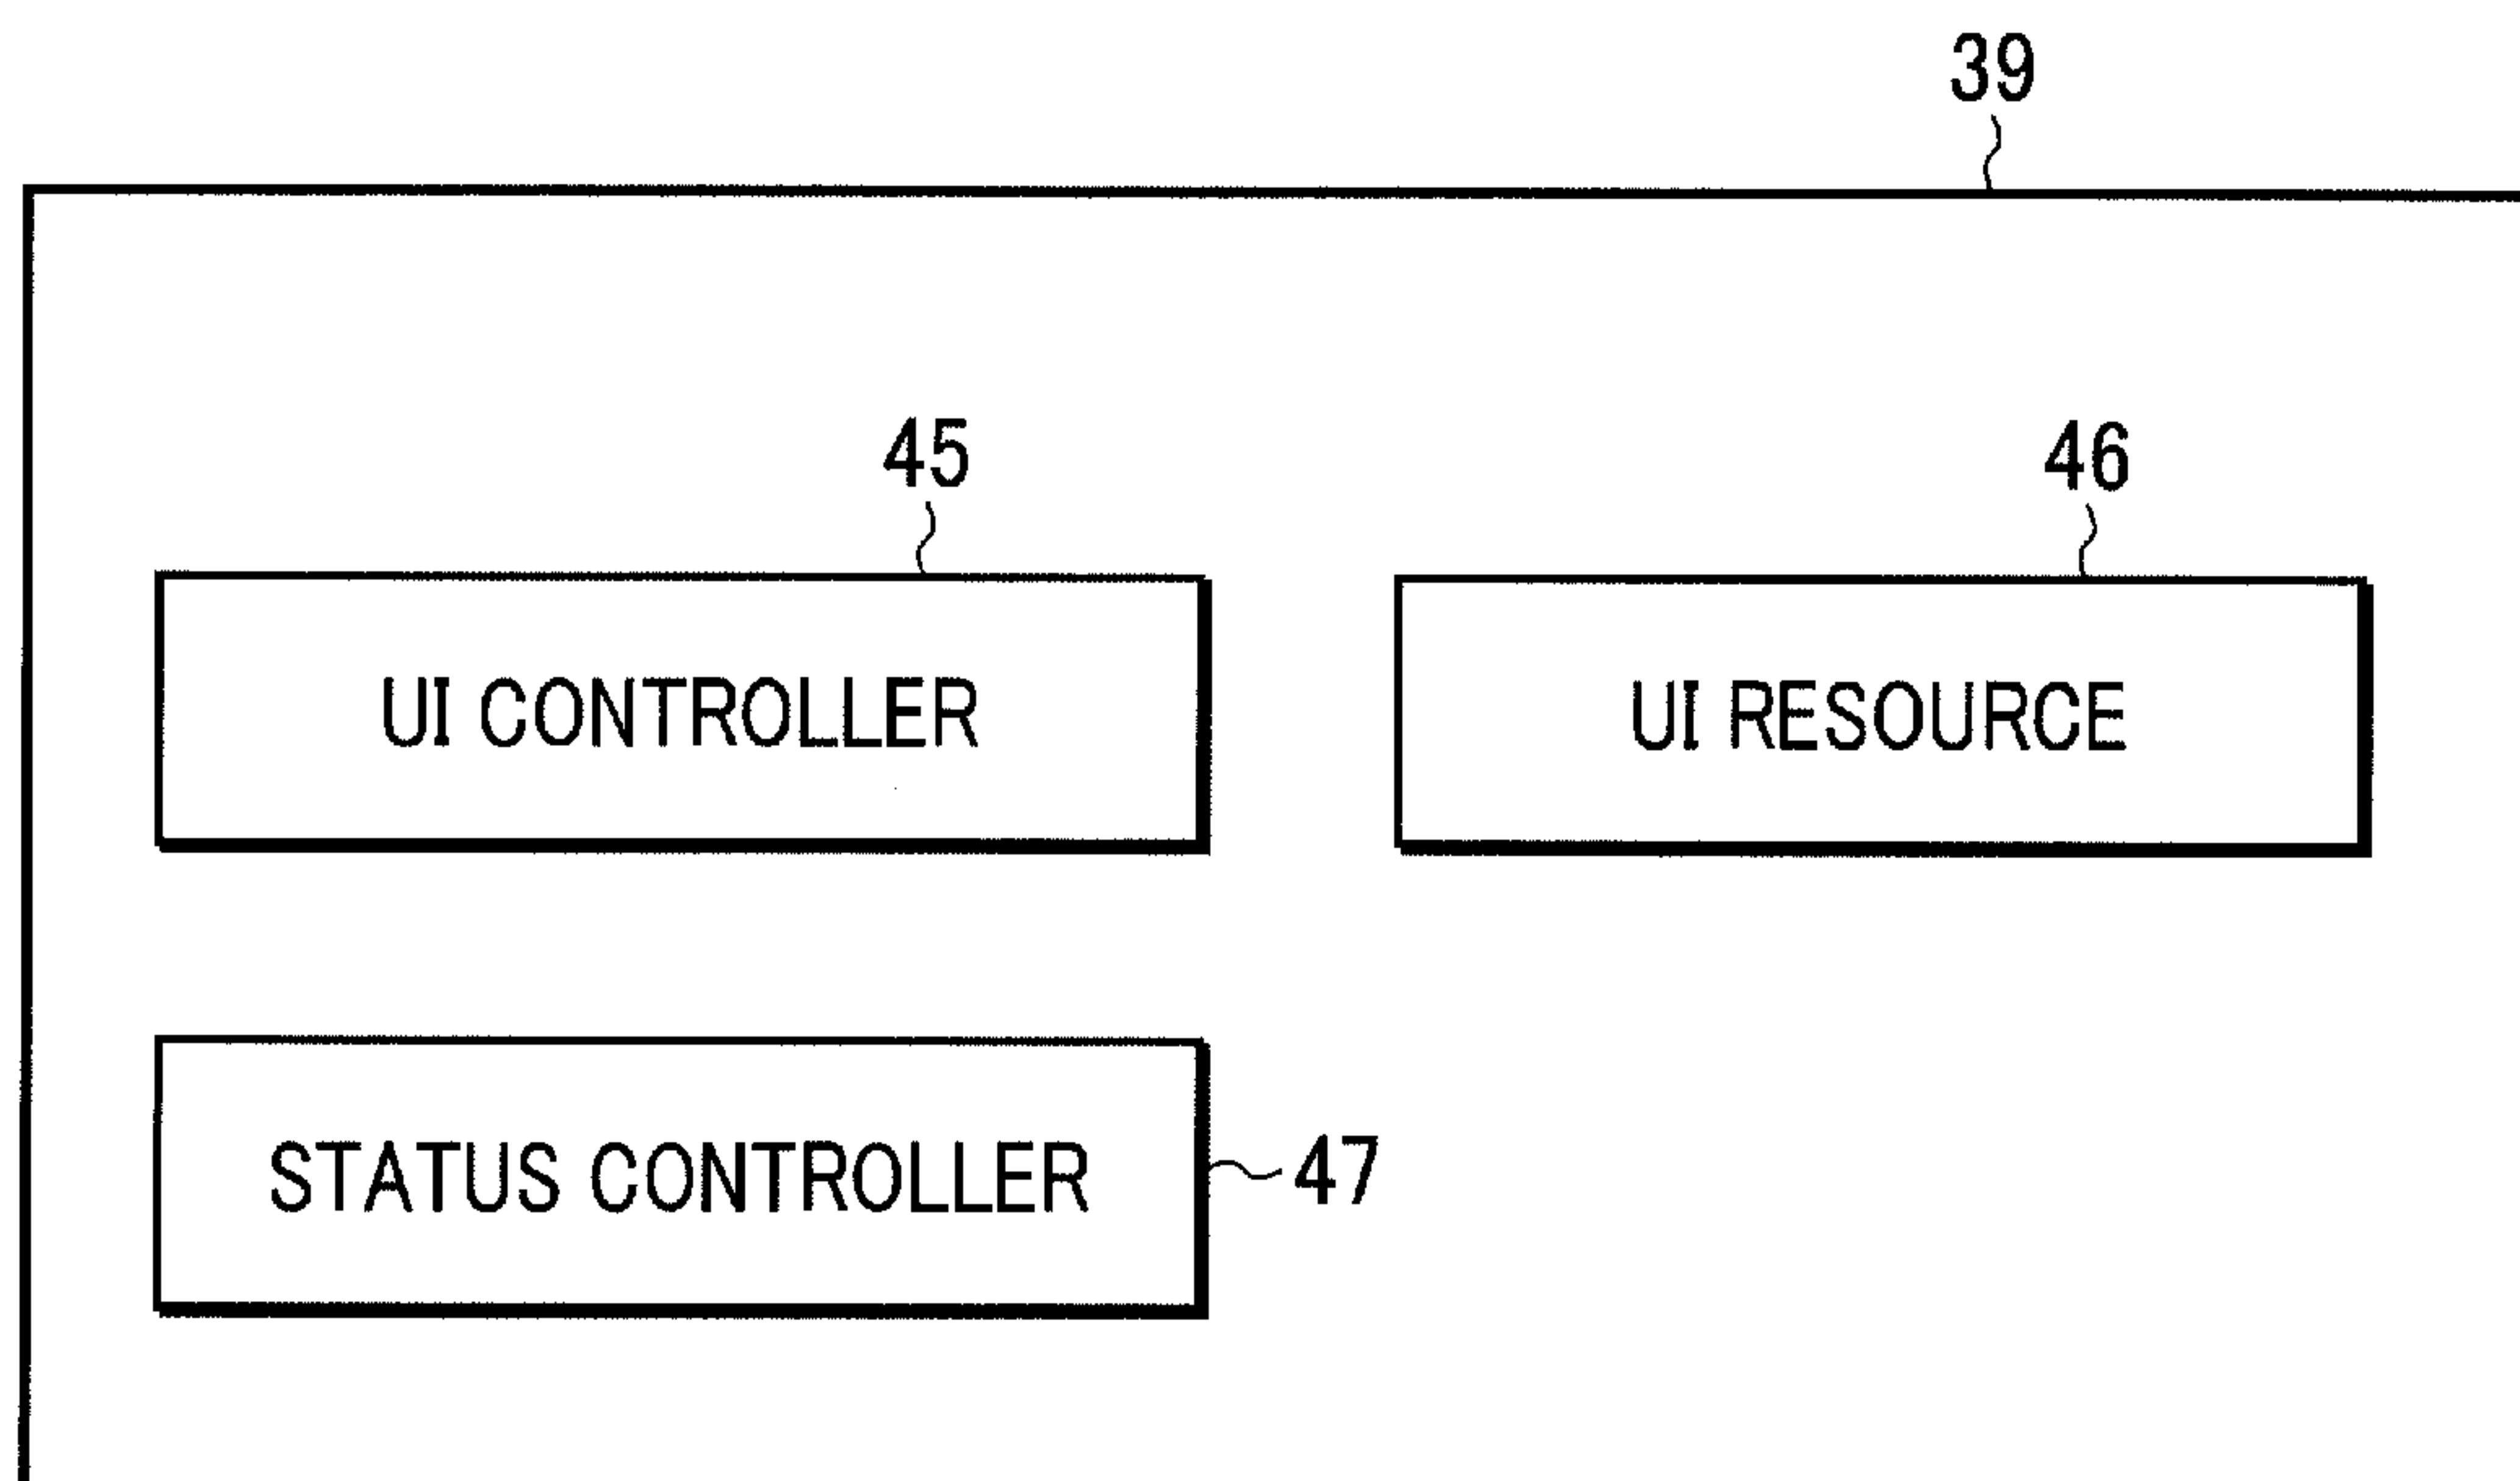 39
45
46
UI CONTROLLER
UI RESOURCE
STATUS CONTROLLER
47